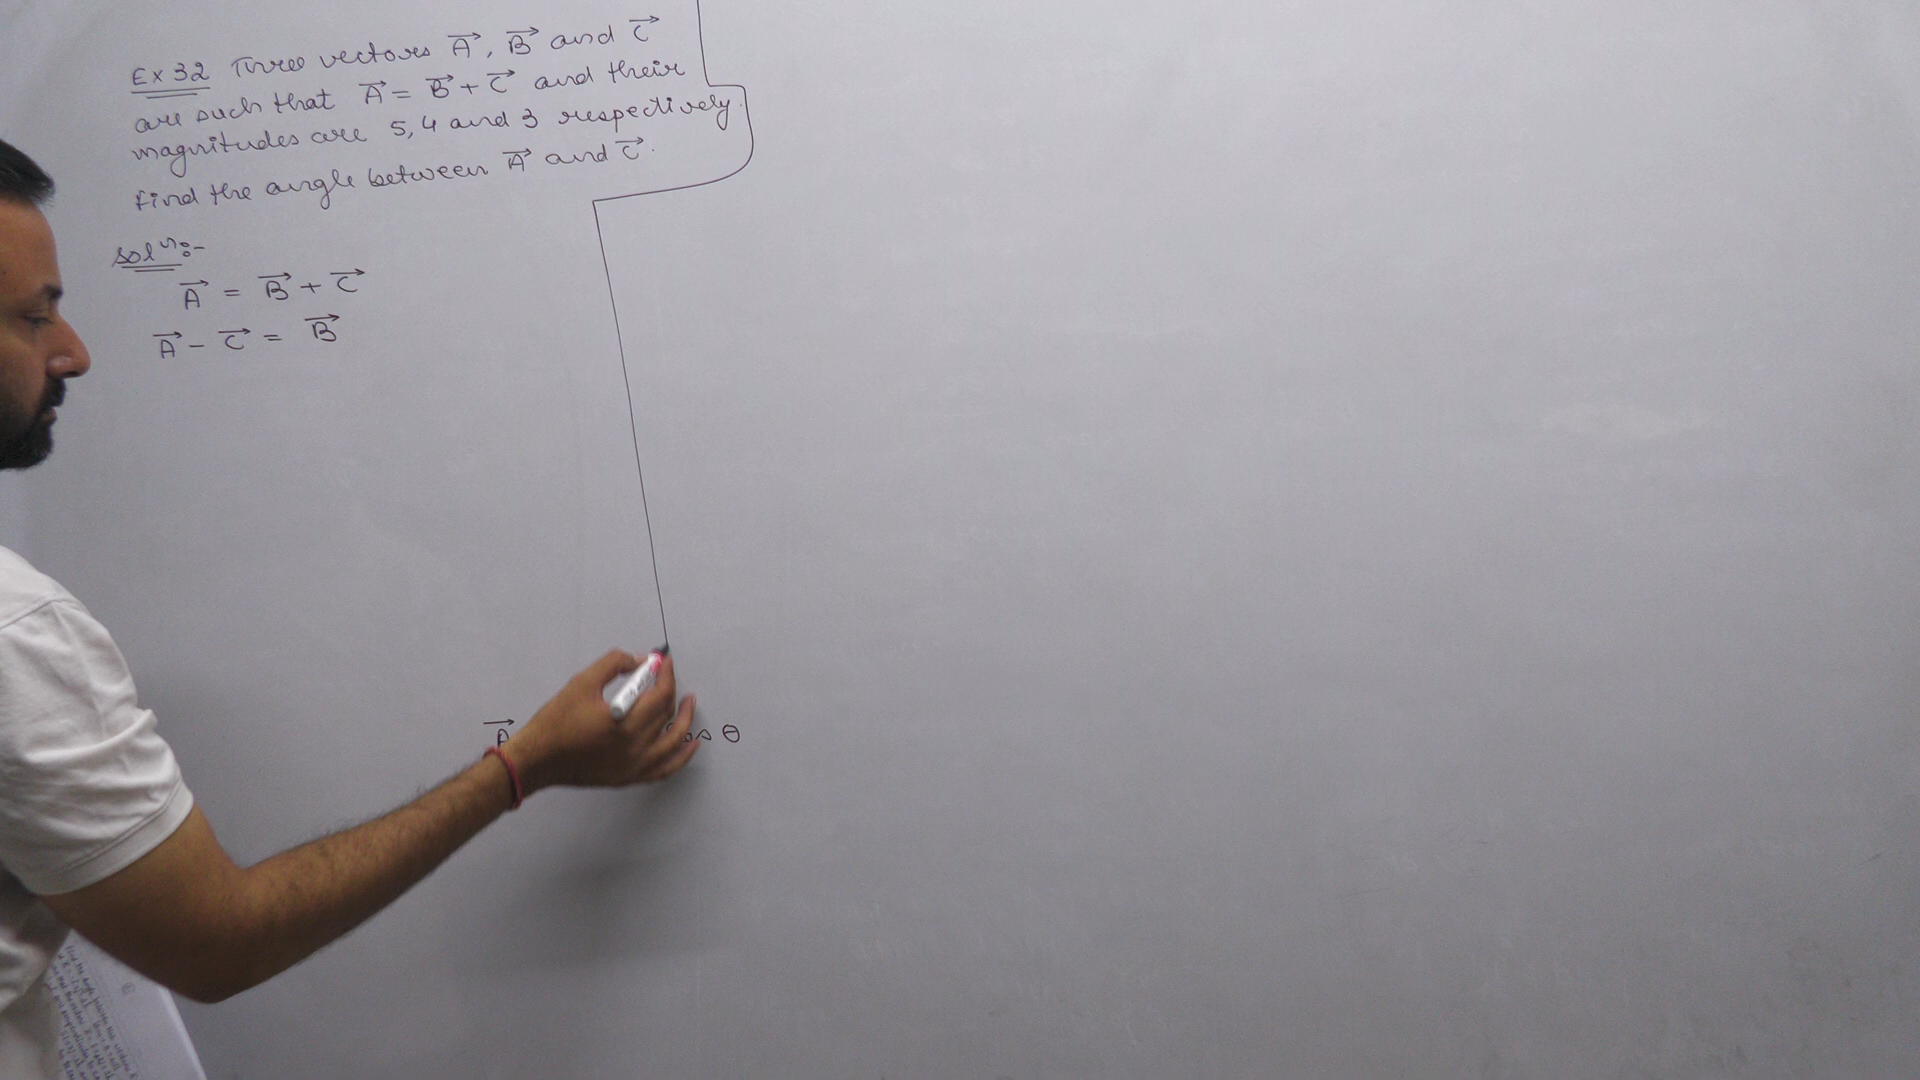 Ex 32 Three vectors A⃗, B⃗ and C⃗
are such that A⃗ = B⃗ + C⃗ and their
magnitudes are 5, 4 and 3 respectively.
find the angle between A⃗ and C⃗.
Solⁿ:-
A⃗ = B⃗ + C⃗
A⃗ - C⃗ = B⃗
A⃗ cos θ